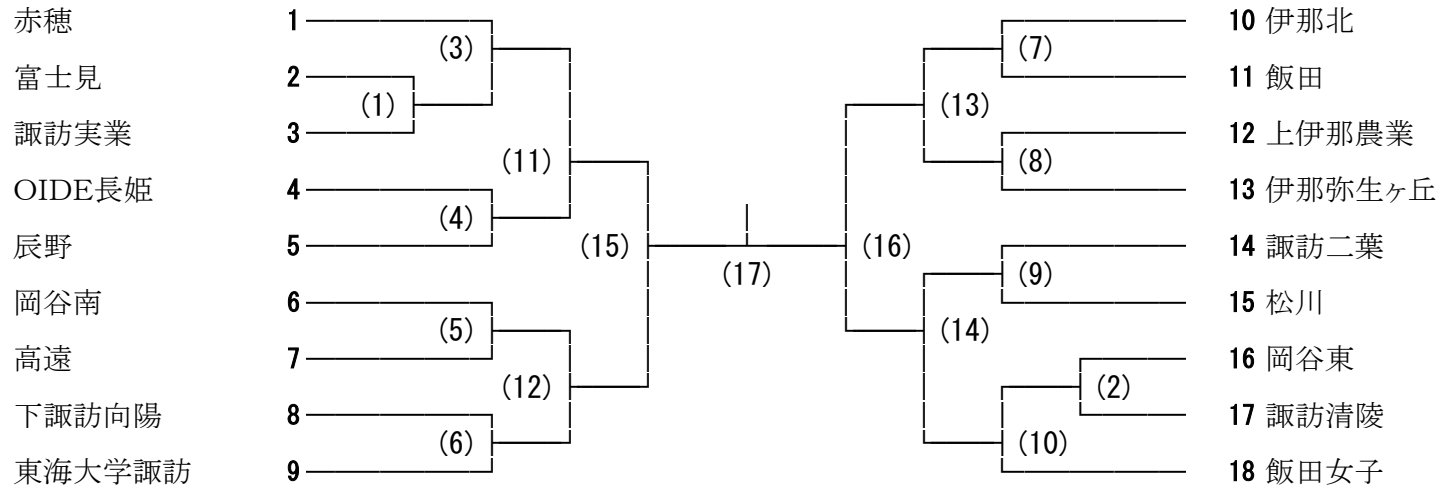 赤穂 1 (3) 10 伊那北
富士見 2 (7) 11 飯田
(1) (13)
諏訪実業 3 12 上伊那農業
(11) (8)
OIDE長姫 4 13 伊那弥生ヶ丘
(4)
辰野 5 (15) (16) 14 諏訪二葉
(17) (9)
岡谷南 6 15 松川
(5) (14)
高遠 7 16 岡谷東
(12) (2)
下諏訪向陽 8 17 諏訪清陵
(6) (10)
東海大学諏訪 9 18 飯田女子